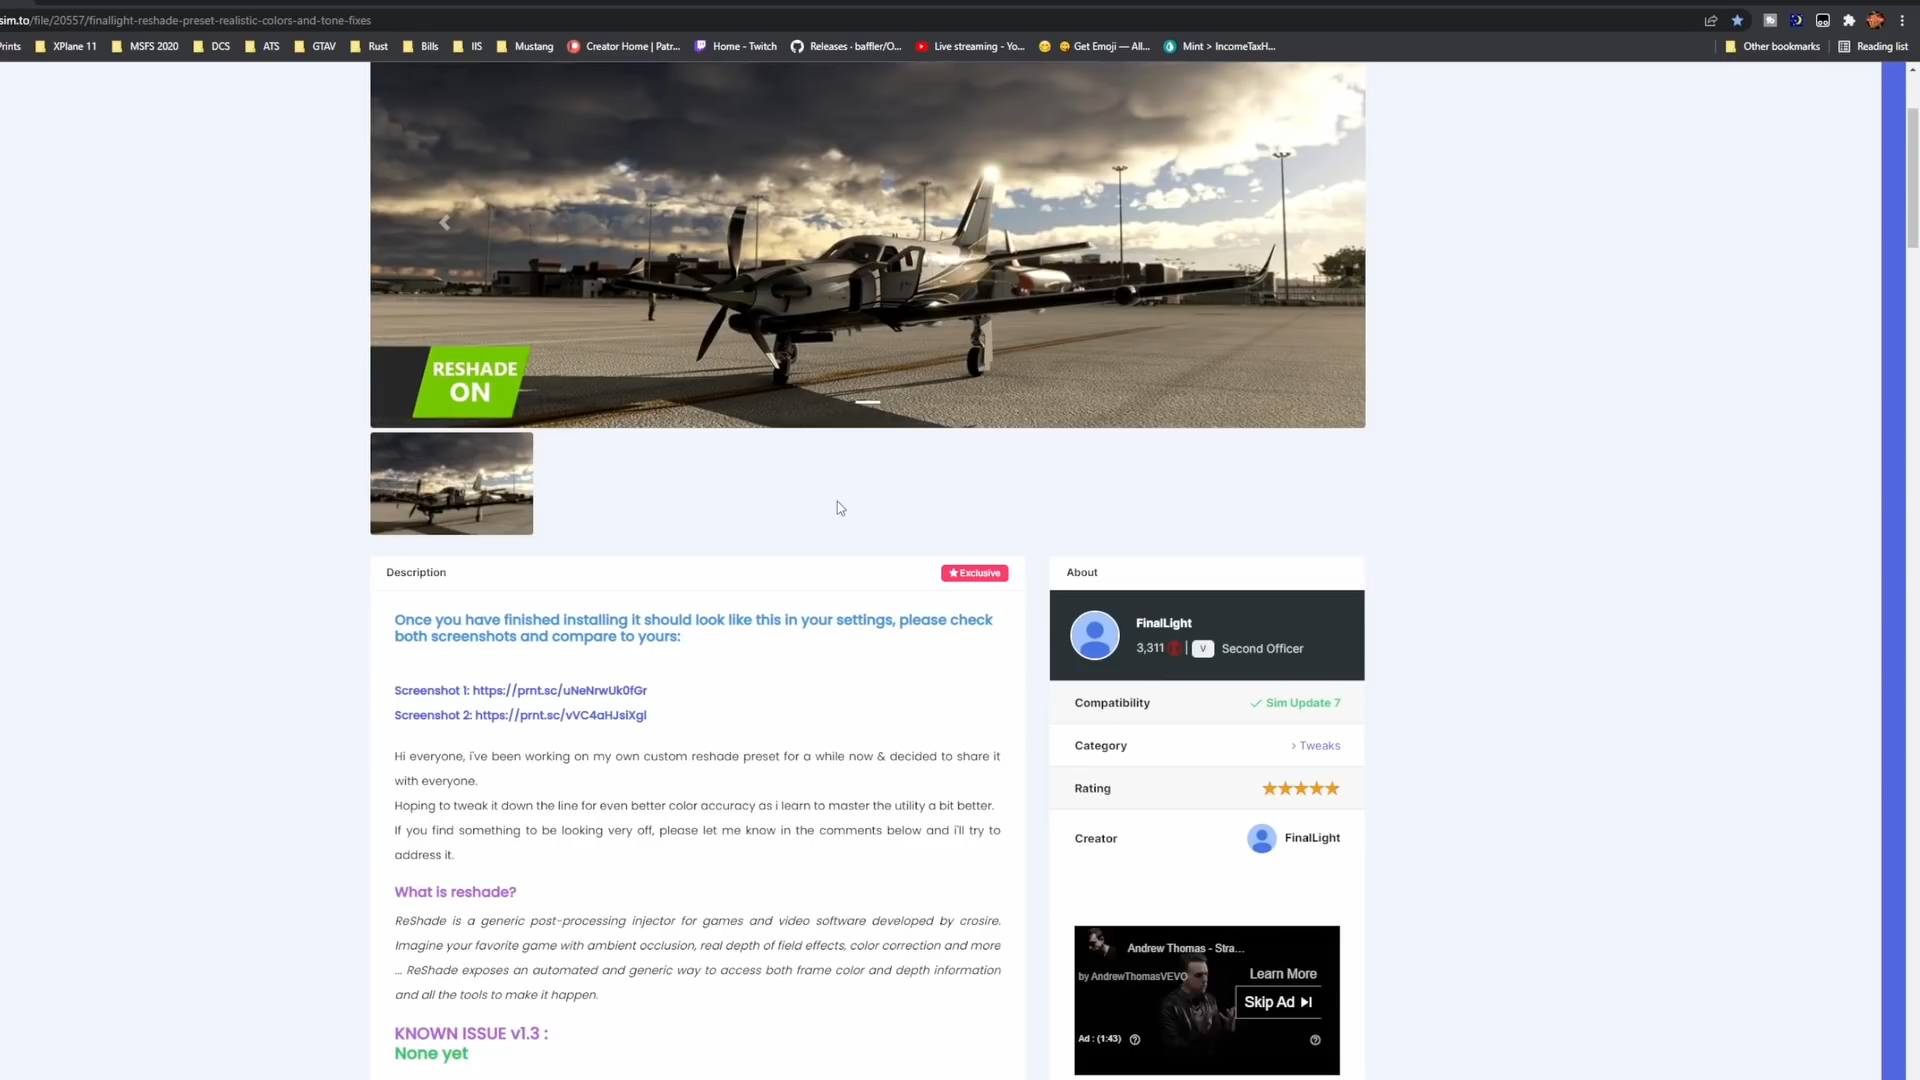 sim.to/file/20557/finallight-reshade-preset-realistic-colors-and-tone-fixes
rints XPlane 11 MSFS 2020 DCS ATS GTAV Rust Bills IIS Mustang Creator Home | Patr... Home - Twitch Releases · baffler/O... Live streaming - Yo... Get Emoji — All... Mint > IncomeTaxH... Other bookmarks Reading list
RESHADE
ON
Description
Exclusive
Once you have finished installing it should look like this in your settings, please check
both screenshots and compare to yours:
Screenshot 1: https://prnt.sc/uNeNrwUk0fGr
Screenshot 2: https://prnt.sc/vVC4aHJsiXgl
Hi everyone, i've been working on my own custom reshade preset for a while now & decided to share it
with everyone.
Hoping to tweak it down the line for even better color accuracy as i learn to master the utility a bit better.
If you find something to be looking very off, please let me know in the comments below and i'll try to
address it.
What is reshade?
ReShade is a generic post-processing injector for games and video software developed by crosire.
Imagine your favorite game with ambient occlusion, real depth of field effects, color correction and more
... ReShade exposes an automated and generic way to access both frame color and depth information
and all the tools to make it happen.
KNOWN ISSUE v1.3 :
None yet
About
FinalLight
3,311 | V Second Officer
Compatibility Sim Update 7
Category › Tweaks
Rating
Creator FinalLight
Andrew Thomas - Stra...
by AndrewThomasVEVO
Learn More
Skip Ad
Ad : (1:43)